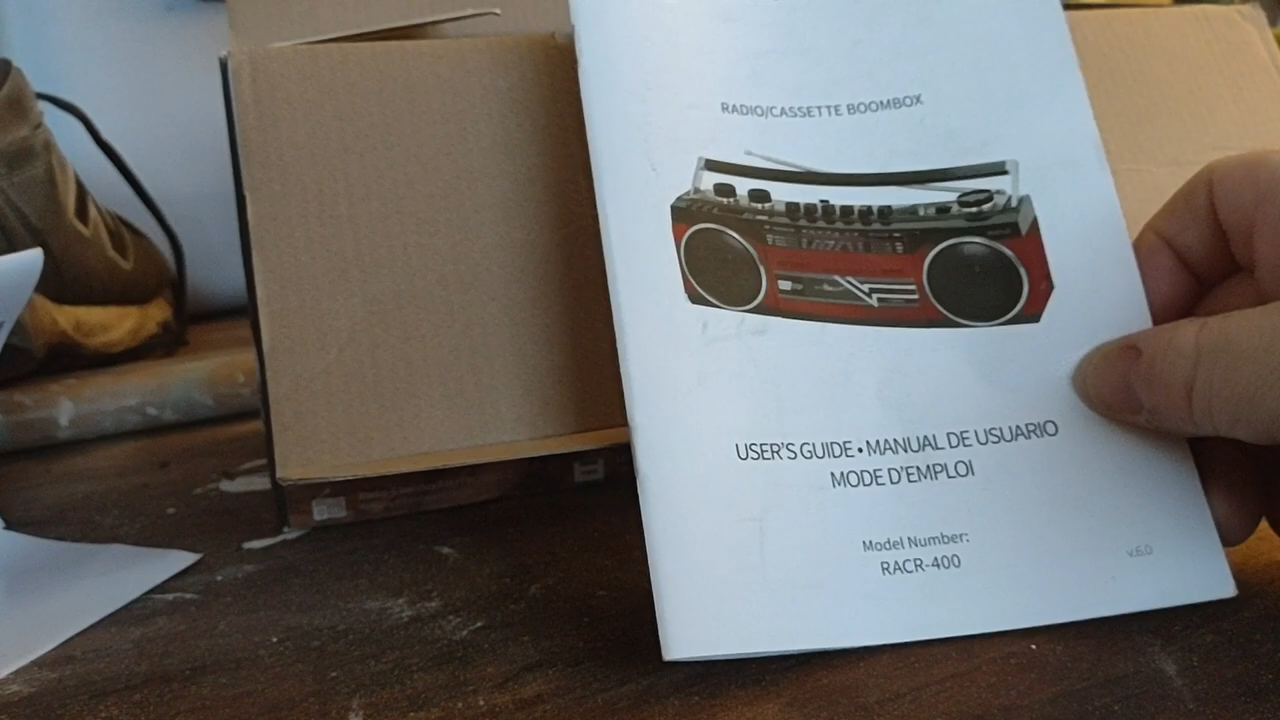 RADIO/CASSETTE BOOMBOX
USER'S GUIDE • MANUAL DE USUARIO
MODE D'EMPLOI
Model Number:
RACR-400
v.6.0